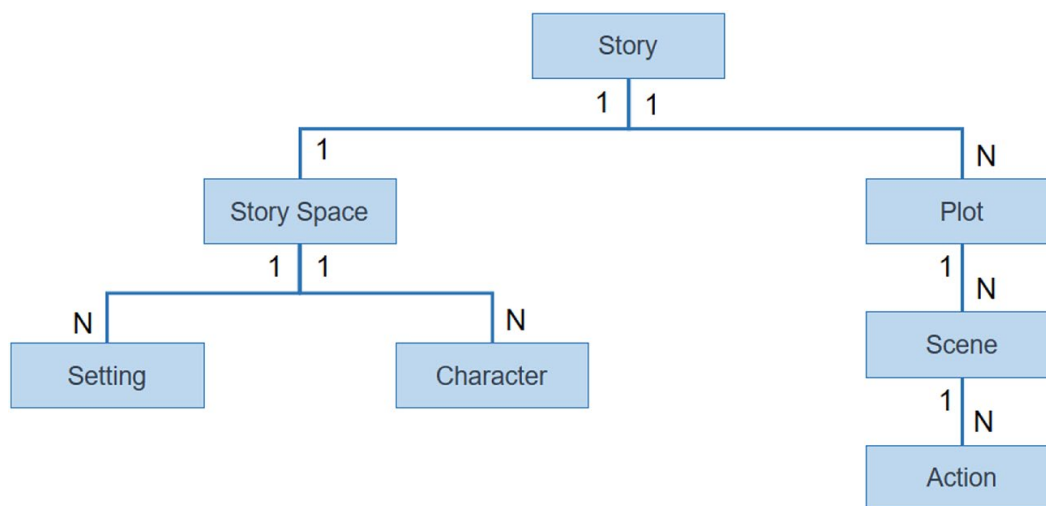 Story
1 1
1
N
Story Space
Plot
1 1
1
N
N
N
Scene
Setting
Character
1
N
Action